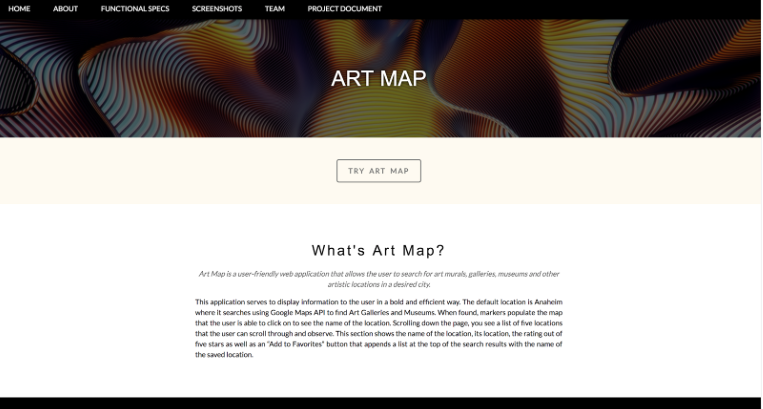 HOME ABOUT FUNCTIONAL SPECS SCREENSHOTS TEAM PROJECT DOCUMENT
ART MAP
TRY ART MAP
What's Art Map?
Art Map is a user-friendly web application that allows the user to search for art murals, galleries, museums and other
artistic locations in a desired city.
This application serves to display information to the user in a bold and efficient way. The default location is Anaheim
where it searches using Google Maps API to find Art Galleries and Museums. When found, markers populate the map
that the user is able to click on to see the name of the location. Scrolling down the page, you see a list of five locations
that the user can scroll through and observe. This section shows the name of the location, its location, the rating out of
five stars as well as an "Add to Favorites" button that appends a list at the top of the search results with the name of
the saved location.